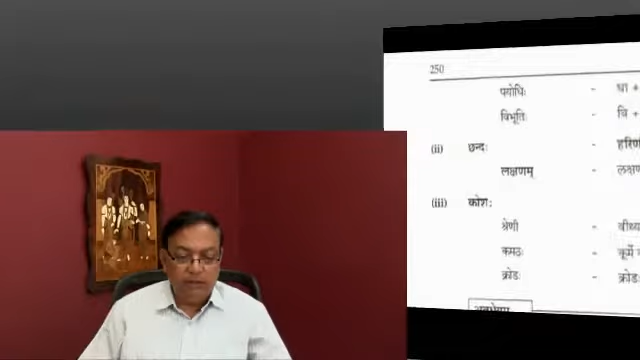 250
पयोधिः - धा +
विभूतिः - वि +
(ii) छन्दः - हरिण
लक्षणम् - लक्षण
(iii) कोशः
श्रेणी - वीथ्य
कमठः - कूर्मे
क्रोडः - क्रोडः